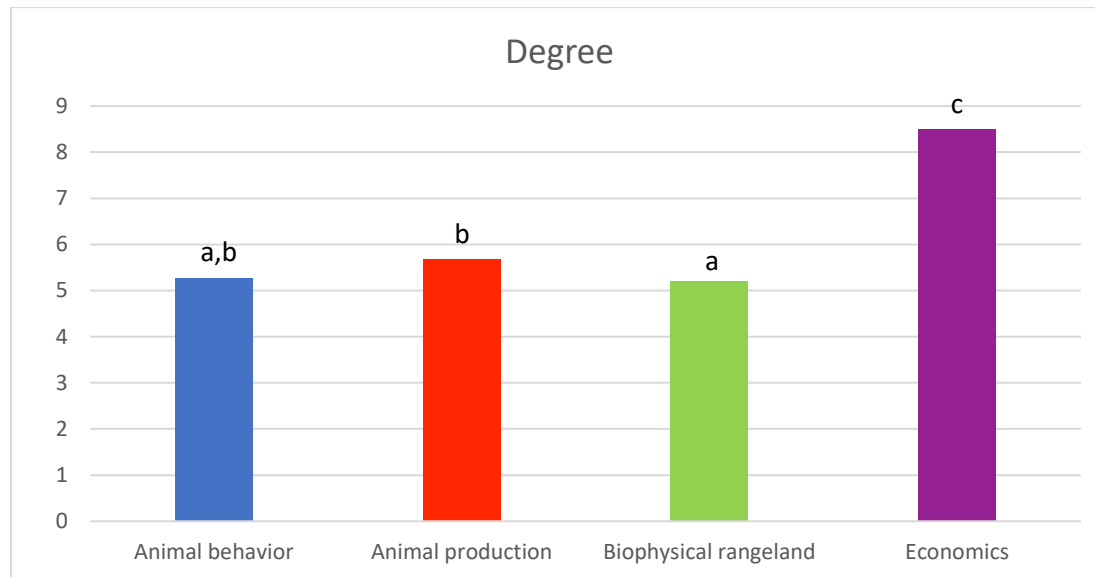 Degree
9
8
7
6
5
4
3
2
1
0
a,b
b
a
c
Animal behavior
Animal production
Biophysical rangeland
Economics